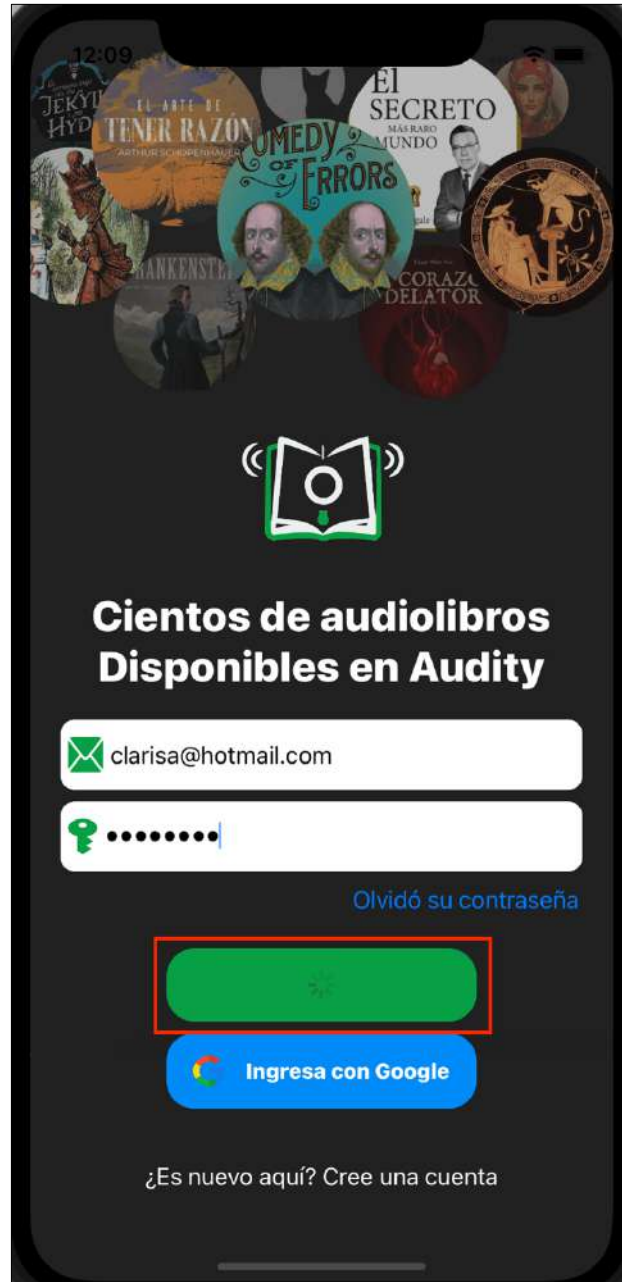 12:09
JEKYLL
HYDE
EL ARTE DE
TENER RAZÓN
ARTHUR SCHOPENHAUER
El
SECRETO
MÁS RARO
MUNDO
COMEDY
OF
ERRORS
FRANKENSTEI
CORAZ
DELATOR
Cientos de audiolibros
Disponibles en Audity
clarisa@hotmail.com
••••••••
Olvidó su contraseña
Ingresa con Google
¿Es nuevo aquí? Cree una cuenta